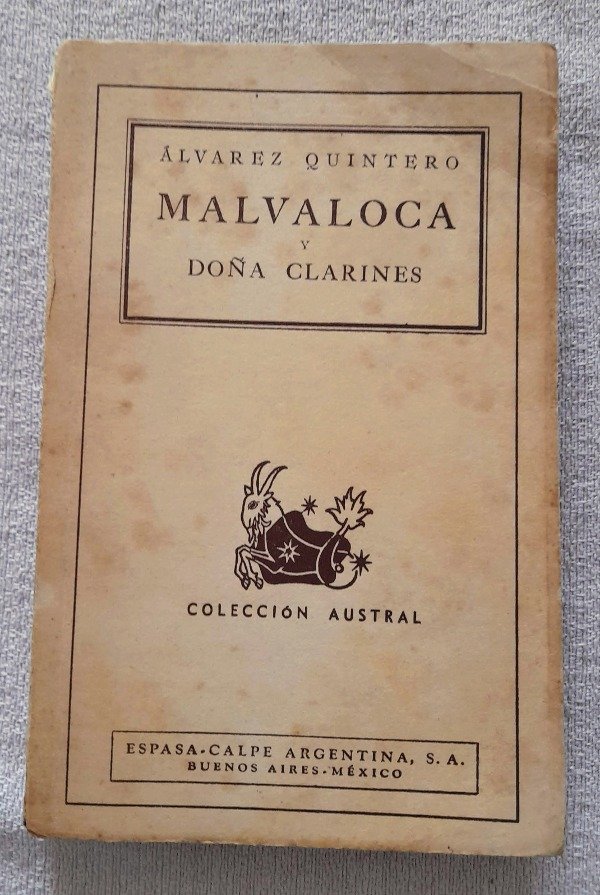 ÁLVAREZ QUINTERO
MALVALOCA
Y
DOÑA CLARINES
COLECCIÓN AUSTRAL
ESPASA-CALPE ARGENTINA, S. A.
BUENOS AIRES-MÉXICO